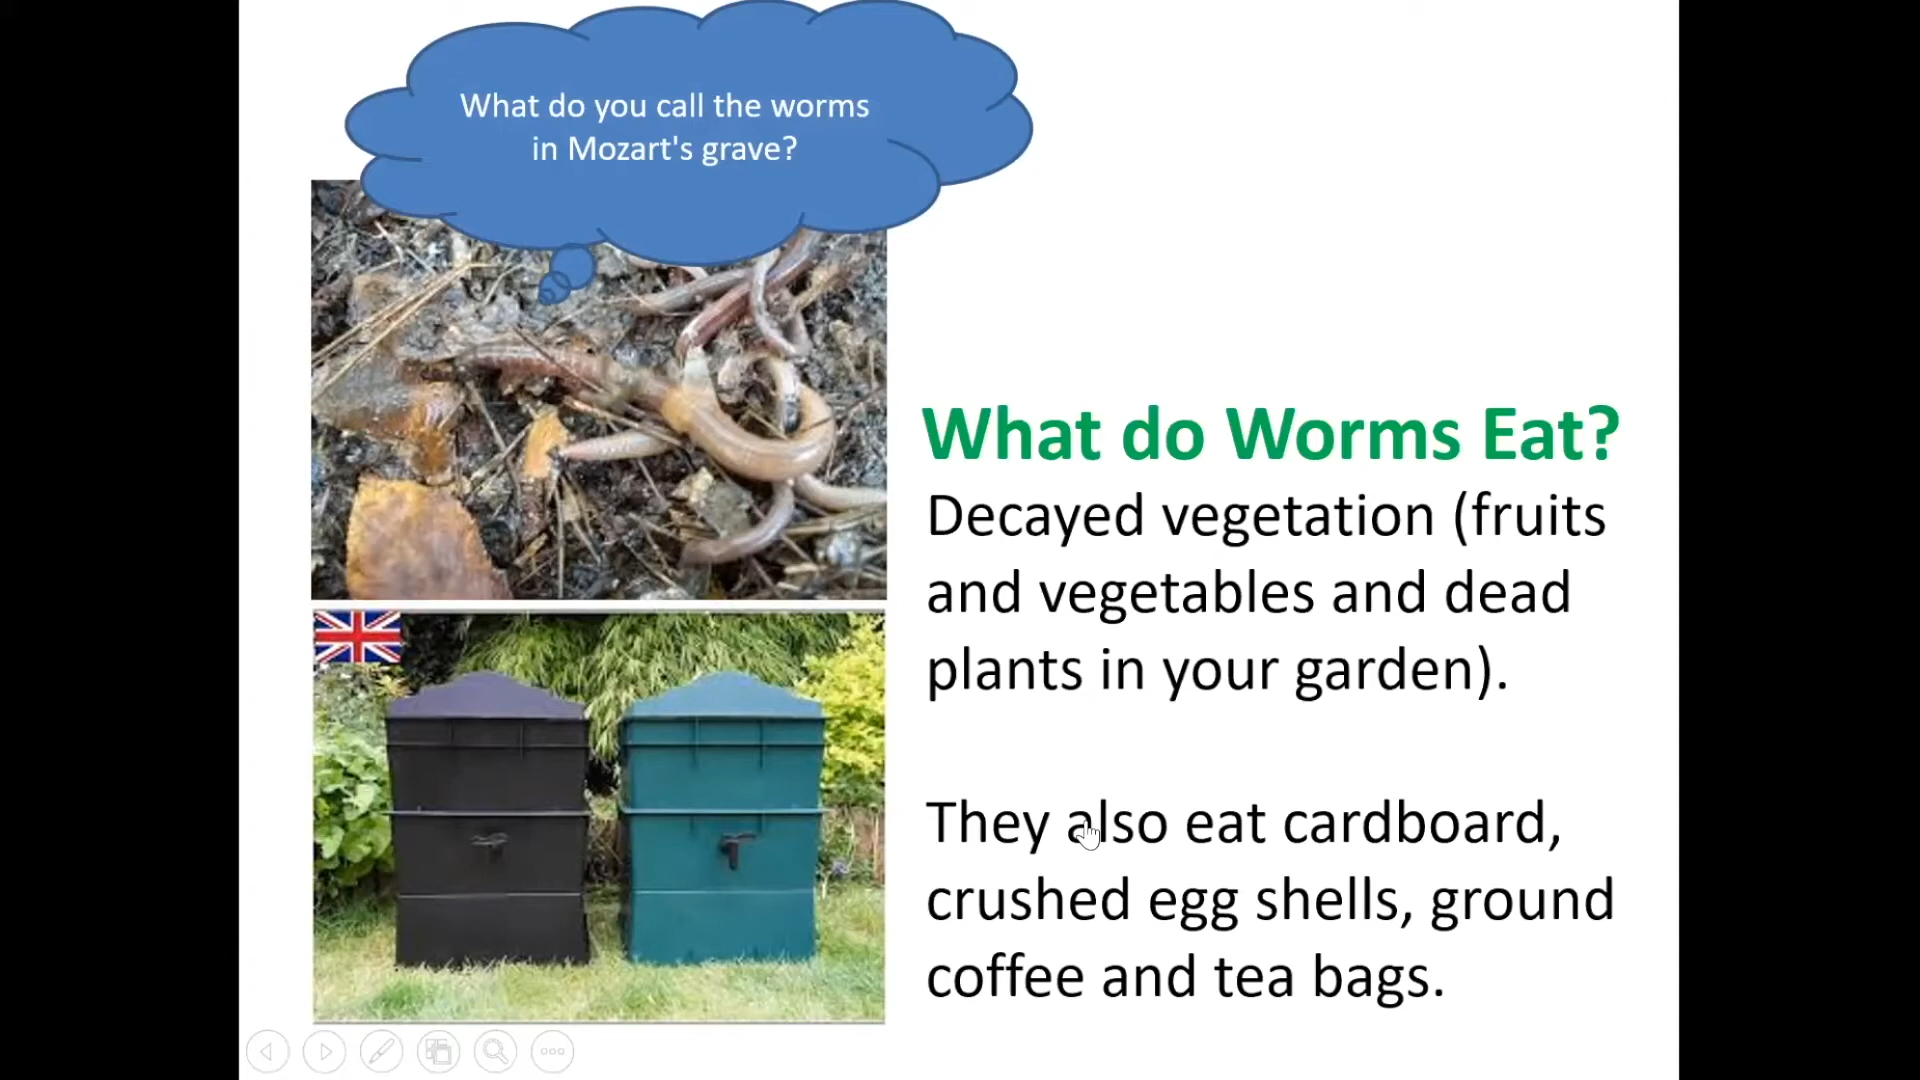 What do you call the worms
in Mozart's grave?
What do Worms Eat?
Decayed vegetation (fruits
and vegetables and dead
plants in your garden).
They also eat cardboard,
crushed egg shells, ground
coffee and tea bags.